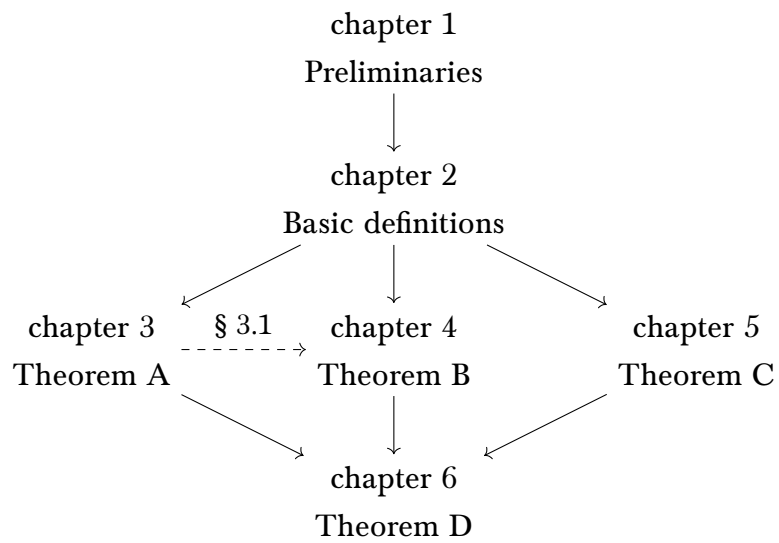 chapter 1
Preliminaries
chapter 2
Basic definitions
chapter 3
Theorem A
§ 3.1
chapter 4
Theorem B
chapter 5
Theorem C
chapter 6
Theorem D